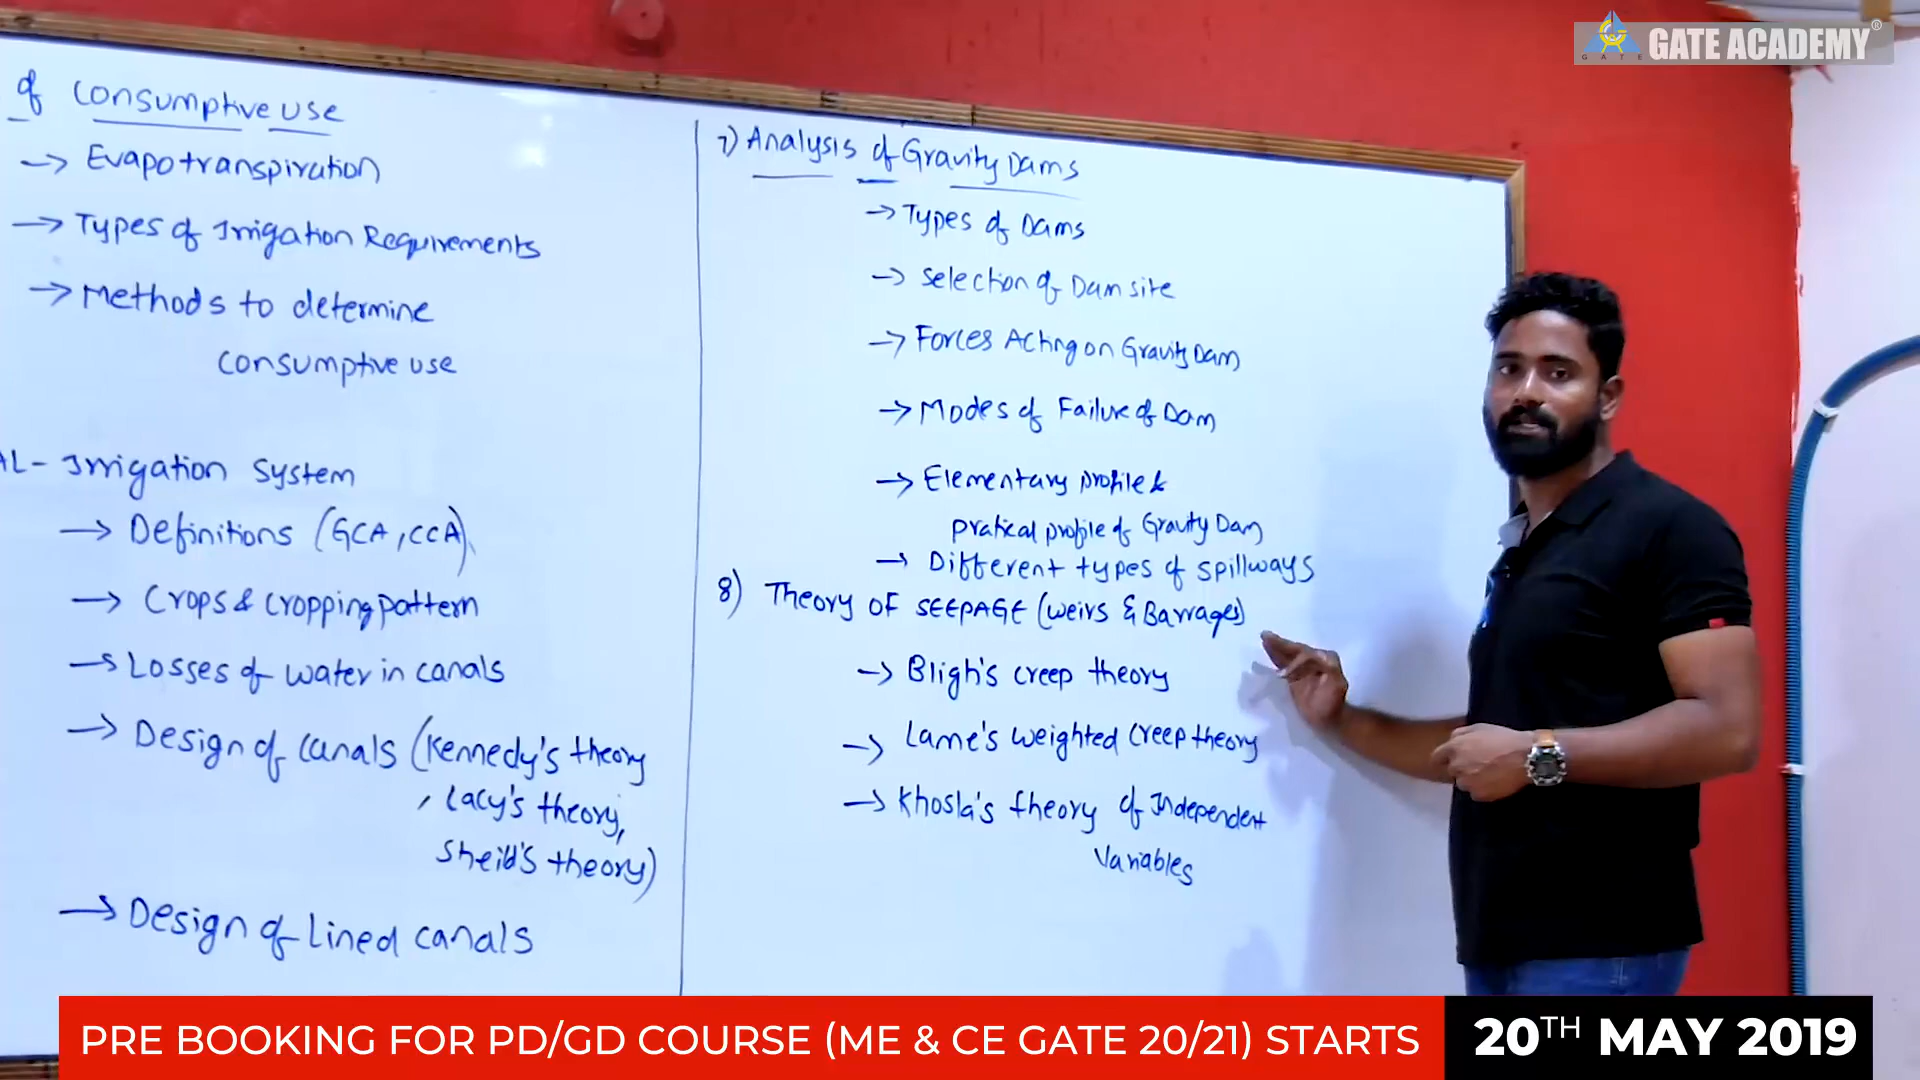 of Consumptive use
→ Evapotranspiration
→ Types of Irrigation Requirements
→ Methods to determine
consumptive use
AL - Irrigation System
→ Definitions (GCA, CCA)
→ Crops & cropping pattern
→ Losses of water in canals
→ Design of canals (Kennedy's theory
, Lacy's theory,
Sheild's theory)
→ Design of lined canals
7) Analysis of Gravity Dams
→ Types of Dams
→ Selection of Dam site
→ Forces Acting on Gravity Dam
→ Modes of Failure of Dam
→ Elementary profile &
pratical profile of Gravity Dam
→ Different types of spillways
8) Theory OF SEEPAGE (weirs & Barrages)
→ Bligh's creep theory
→ Lame's weighted creep theory
→ Khosla's theory of Independent
Variables
GATE
GATE ACADEMY®
PRE BOOKING FOR PD/GD COURSE (ME & CE GATE 20/21) STARTS
20TH MAY 2019